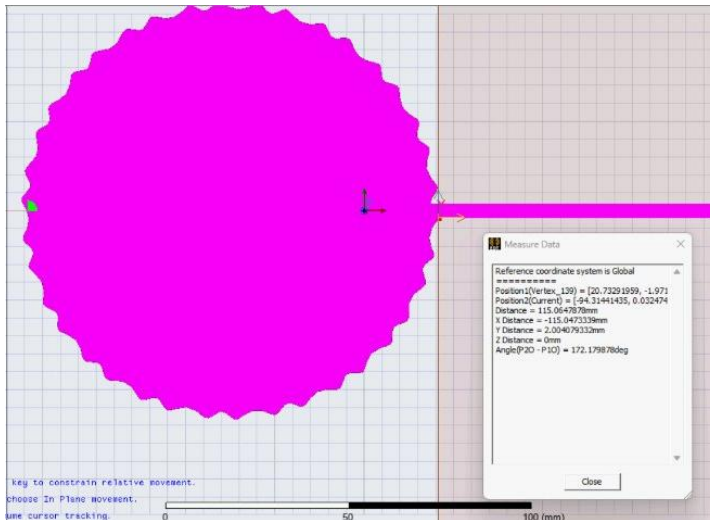 Measure Data
Reference coordinate system is Global
==========
Position1(Vertex_139) = [20.73291959, -1.971
Position2(Current) = [-94.31441435, 0.032474
Distance = 115.0647878mm
X Distance = -115.0473339mm
Y Distance = 2.004079332mm
Z Distance = 0mm
Angle(P2O - P1O) = 172.179878deg
Close
key to constrain relative movement.
choose In Plane movement.
ume cursor tracking.
0 50 100 (mm)